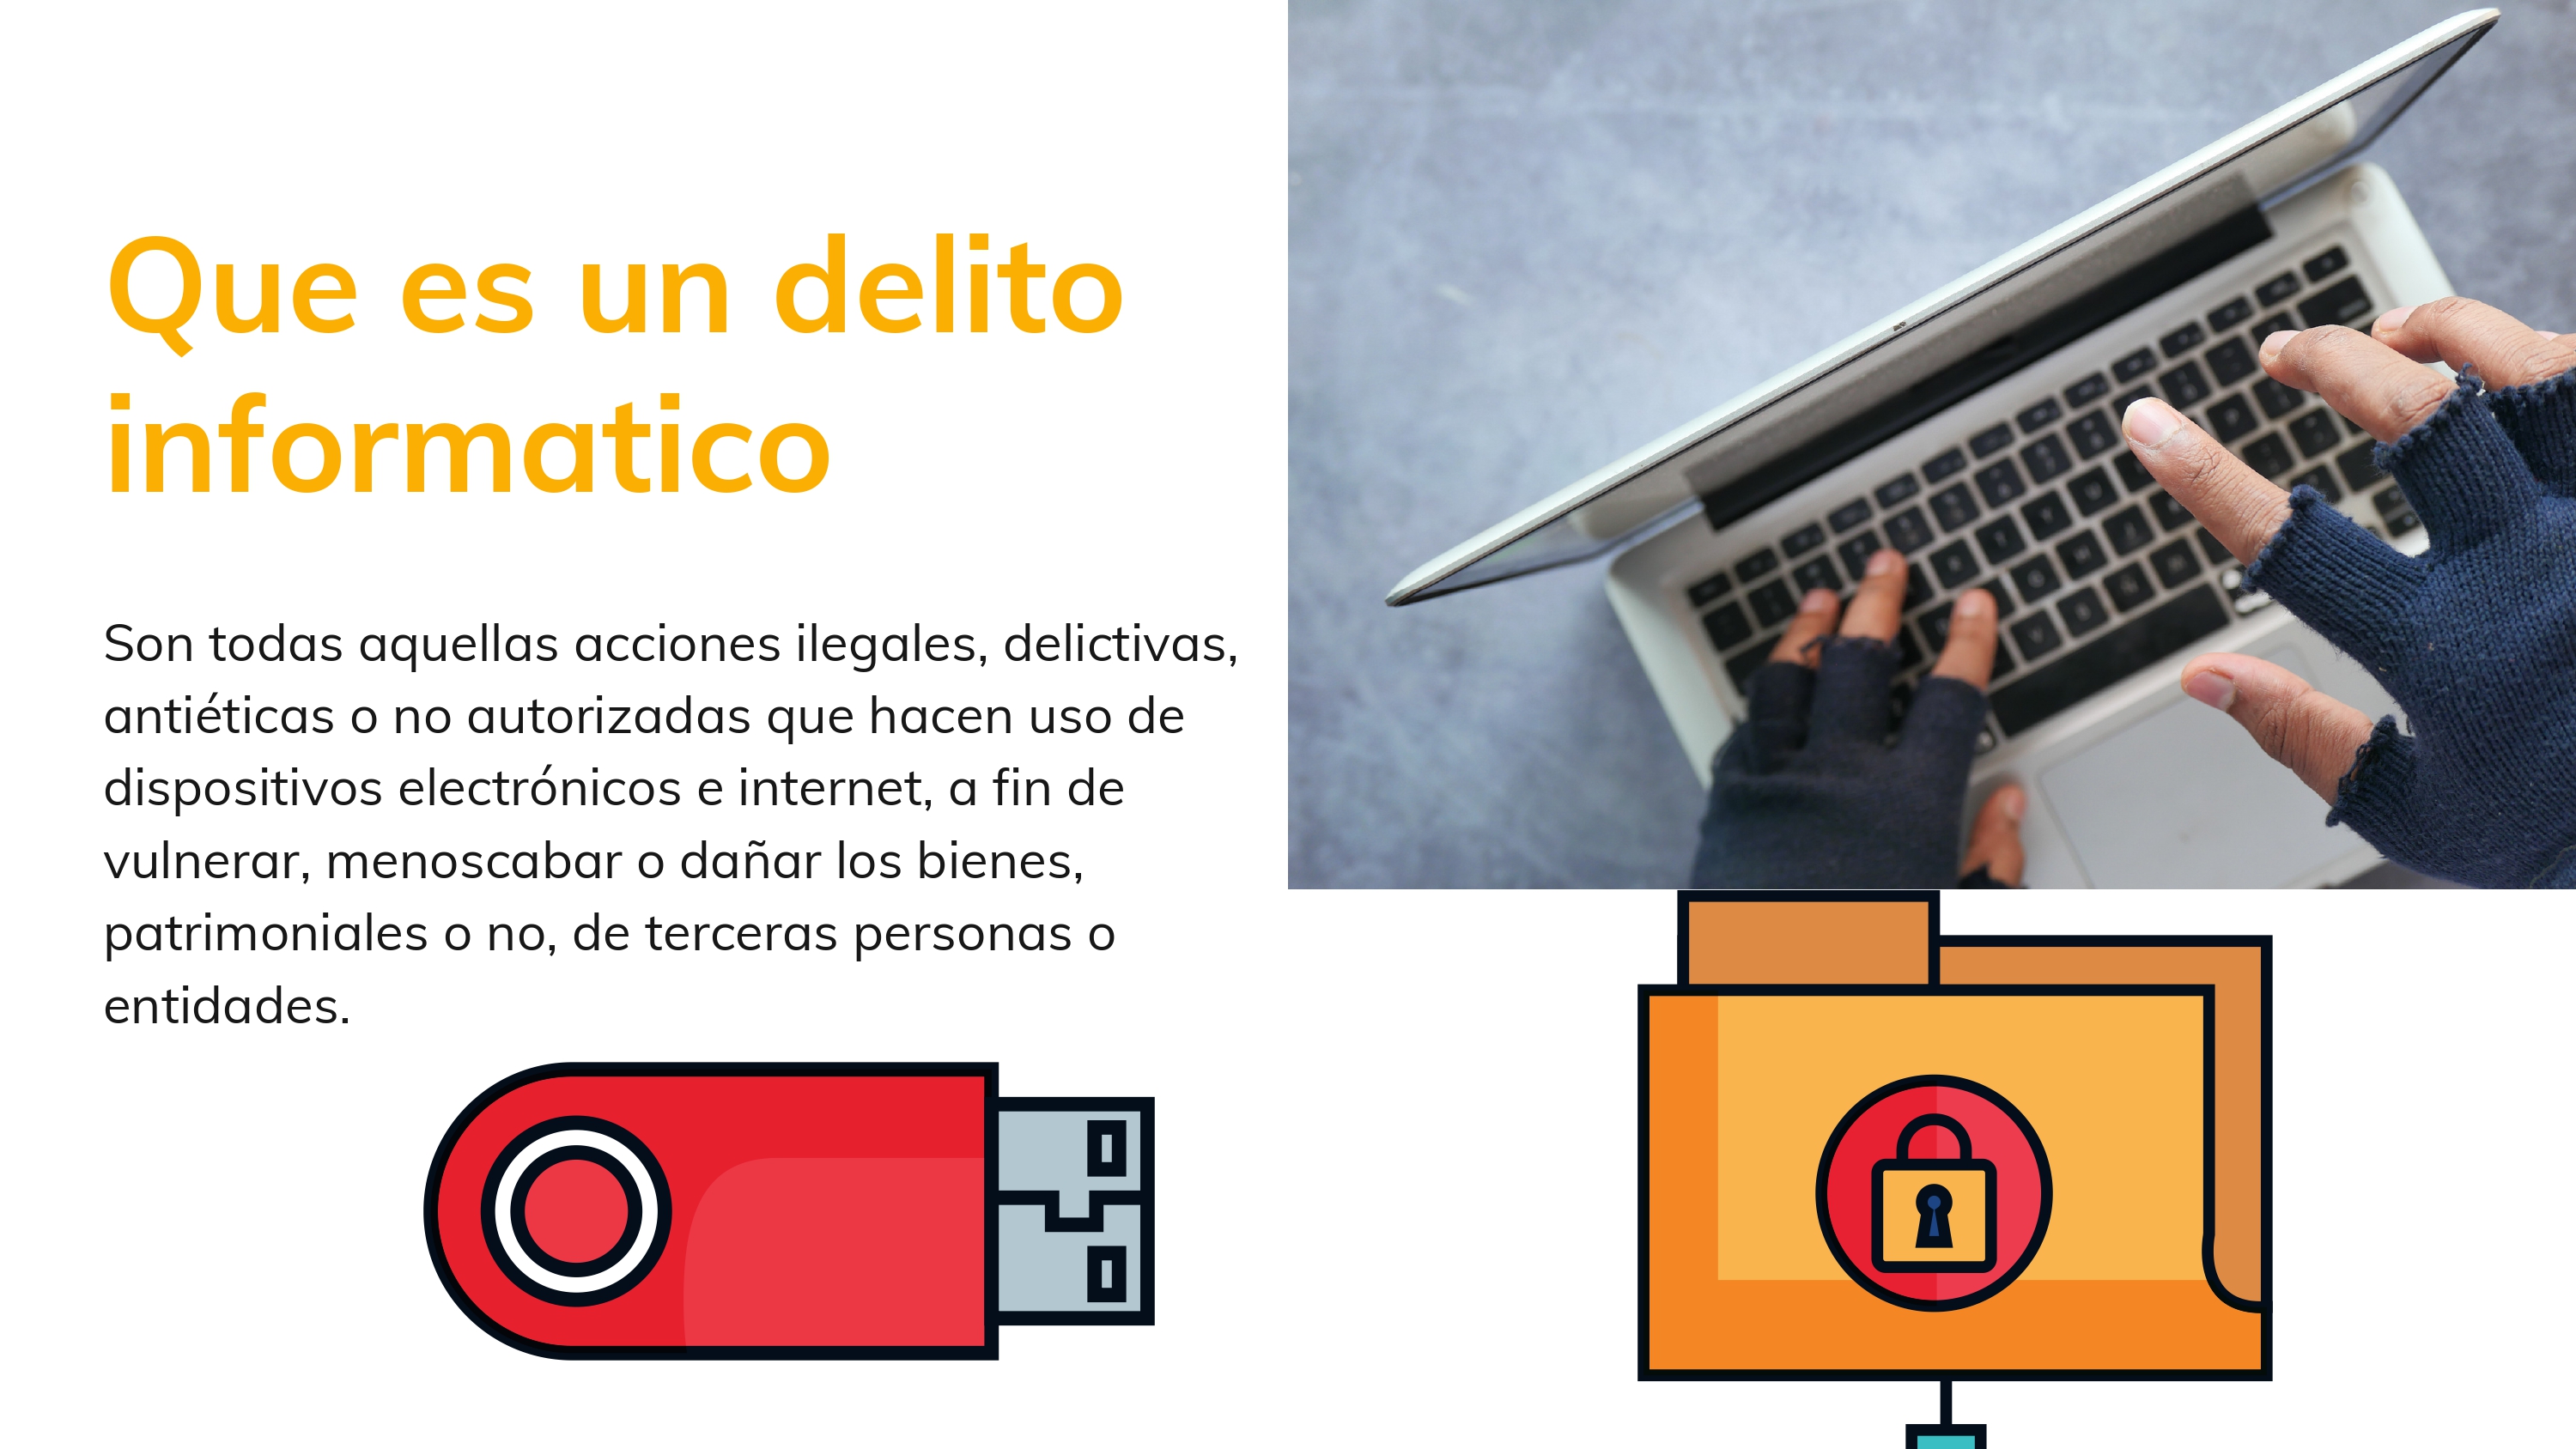 Que es un delito
informatico
Son todas aquellas acciones ilegales, delictivas,
antiéticas o no autorizadas que hacen uso de
dispositivos electrónicos e internet, a fin de
vulnerar, menoscabar o dañar los bienes,
patrimoniales o no, de terceras personas o
entidades.